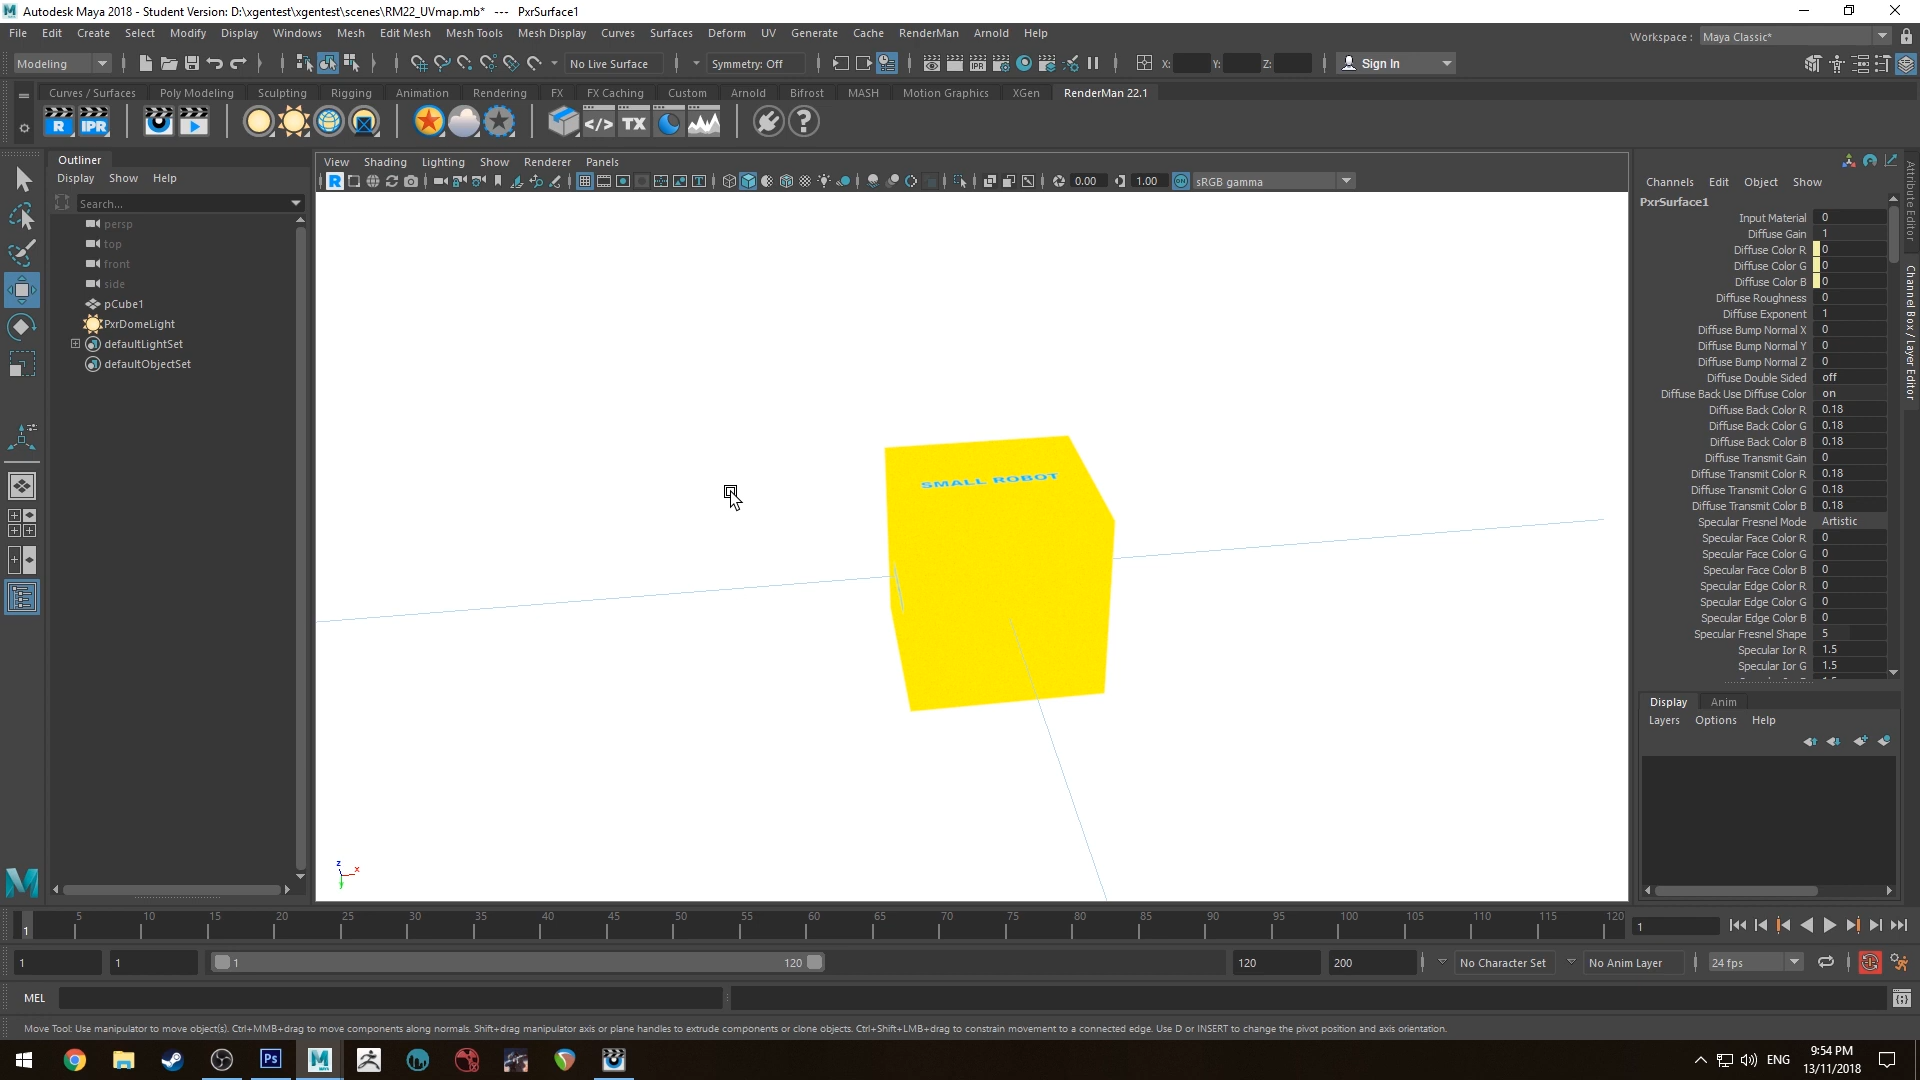 Autodesk Maya 2018 - Student Version: D:\xgentest\xgentest\scenes\RM22_UVmap.mb*  ---  PxrSurface1
File Edit Create Select Modify Display Windows Mesh Edit Mesh Mesh Tools Mesh Display Curves Surfaces Deform UV Generate Cache RenderMan Arnold Help
Workspace : Maya Classic*
Modeling No Live Surface Symmetry: Off X: Y: Z: Sign In
Curves / Surfaces Poly Modeling Sculpting Rigging Animation Rendering FX FX Caching Custom Arnold Bifrost MASH Motion Graphics XGen RenderMan 22.1
R IPR </> TX ?
Outliner
Display Show Help
Search...
persp
top
front
side
pCube1
PxrDomeLight
defaultLightSet
defaultObjectSet
View Shading Lighting Show Renderer Panels
R 0.00 1.00 ON sRGB gamma
SMALL ROBOT
z x y
Channels Edit Object Show
PxrSurface1
Input Material 0
Diffuse Gain 1
Diffuse Color R 0
Diffuse Color G 0
Diffuse Color B 0
Diffuse Roughness 0
Diffuse Exponent 1
Diffuse Bump Normal X 0
Diffuse Bump Normal Y 0
Diffuse Bump Normal Z 0
Diffuse Double Sided off
Diffuse Back Use Diffuse Color on
Diffuse Back Color R 0.18
Diffuse Back Color G 0.18
Diffuse Back Color B 0.18
Diffuse Transmit Gain 0
Diffuse Transmit Color R 0.18
Diffuse Transmit Color G 0.18
Diffuse Transmit Color B 0.18
Specular Fresnel Mode Artistic
Specular Face Color R 0
Specular Face Color G 0
Specular Face Color B 0
Specular Edge Color R 0
Specular Edge Color G 0
Specular Edge Color B 0
Specular Fresnel Shape 5
Specular Ior R 1.5
Specular Ior G 1.5
Attribute Editor
Channel Box / Layer Editor
Display Anim
Layers Options Help
1 5 10 15 20 25 30 35 40 45 50 55 60 65 70 75 80 85 90 95 100 105 110 115 120 1
1 1 1 120 120 200 No Character Set No Anim Layer 24 fps
MEL
Move Tool: Use manipulator to move object(s). Ctrl+MMB+drag to move components along normals. Shift+drag manipulator axis or plane handles to extrude components or clone objects. Ctrl+Shift+LMB+drag to constrain movement to a connected edge. Use D or INSERT to change the pivot position and axis orientation.
Ps ENG 9:54 PM
13/11/2018